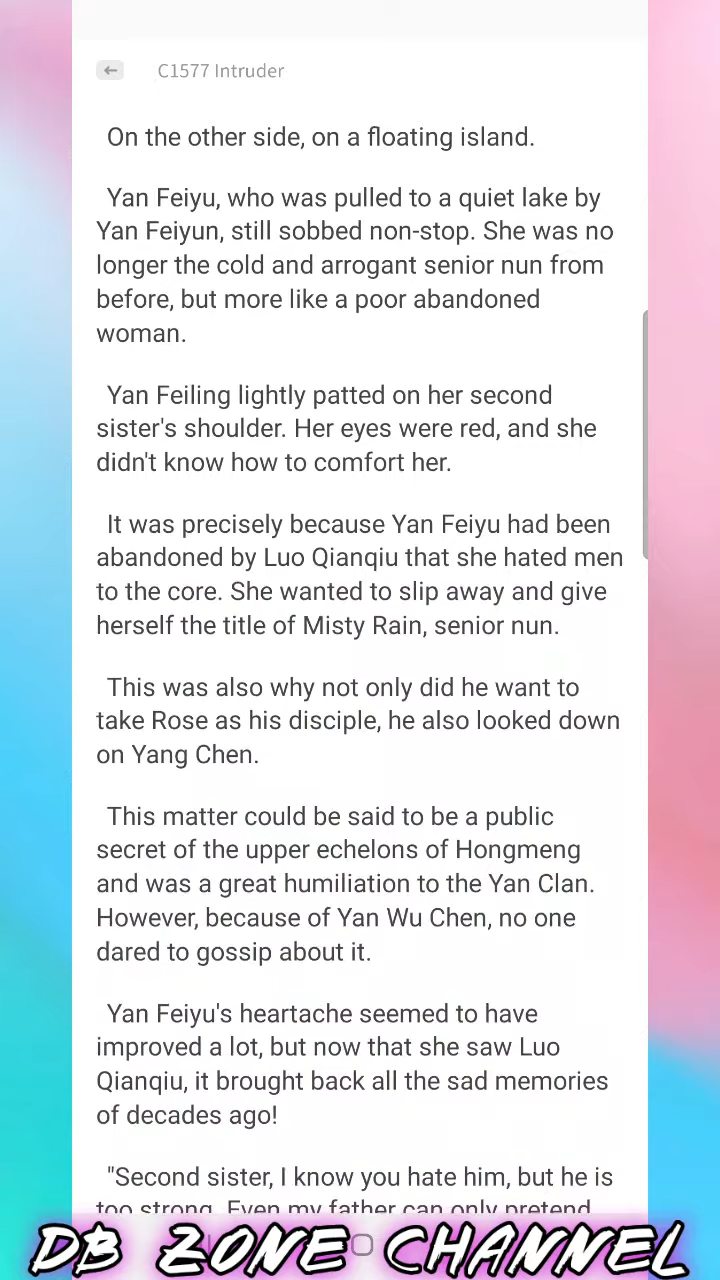 C1577 Intruder
On the other side, on a floating island.
Yan Feiyu, who was pulled to a quiet lake by
Yan Feiyun, still sobbed non-stop. She was no
longer the cold and arrogant senior nun from
before, but more like a poor abandoned
woman.
Yan Feiling lightly patted on her second
sister's shoulder. Her eyes were red, and she
didn't know how to comfort her.
It was precisely because Yan Feiyu had been
abandoned by Luo Qianqiu that she hated men
to the core. She wanted to slip away and give
herself the title of Misty Rain, senior nun.
This was also why not only did he want to
take Rose as his disciple, he also looked down
on Yang Chen.
This matter could be said to be a public
secret of the upper echelons of Hongmeng
and was a great humiliation to the Yan Clan.
However, because of Yan Wu Chen, no one
dared to gossip about it.
Yan Feiyu's heartache seemed to have
improved a lot, but now that she saw Luo
Qianqiu, it brought back all the sad memories
of decades ago!
"Second sister, I know you hate him, but he is
too strong. Even my father can only pretend
DB ZONE CHANNEL